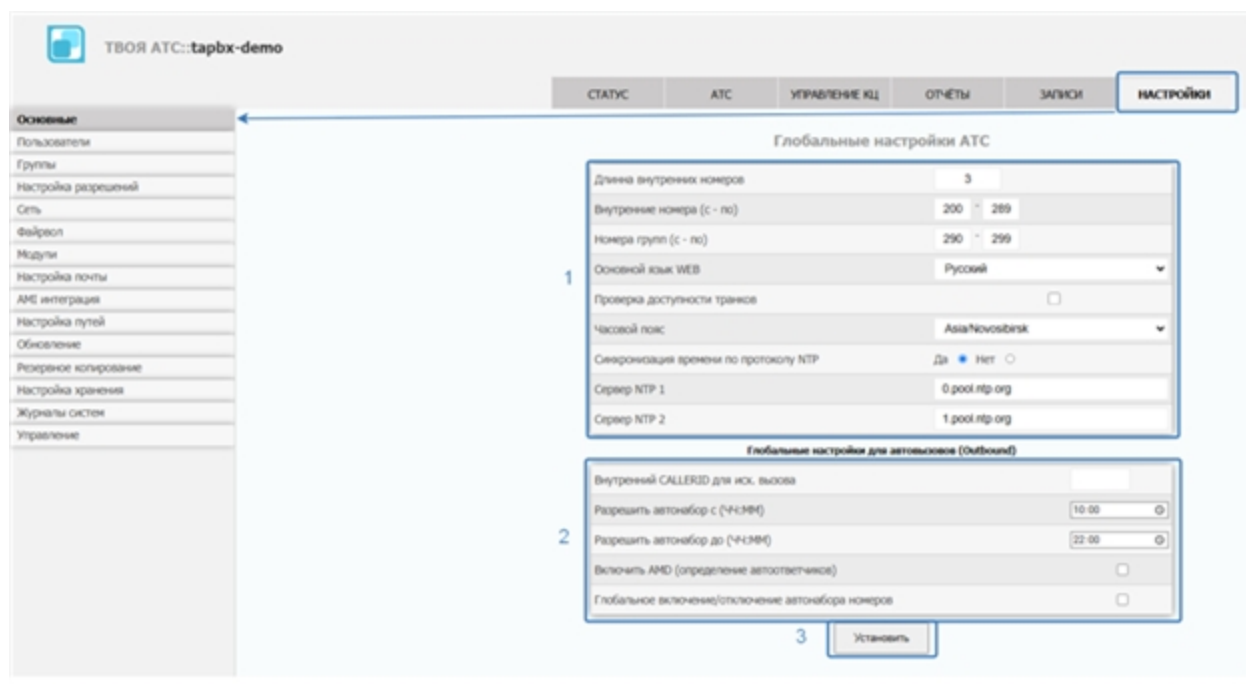 ТВОЯ АТС::tapbx-demo
СТАТУС АТС УПРАВЛЕНИЕ КЦ ОТЧЁТЫ ЗАПИСИ НАСТРОЙКИ
Основные
Пользователи
Группы
Настройка разрешений
Сеть
Файрвол
Модули
Настройка почты
AMI интеграция
Настройка путей
Обновление
Резервное копирование
Настройка хранения
Журналы систем
Управление
Глобальные настройки АТС
1
Длинна внутренних номеров 3
Внутренние номера (с - по) 200 - 289
Номера групп (с - по) 290 - 299
Основной язык WEB Русский
Проверка доступности транков
Часовой пояс Asia/Novosibirsk
Синхронизация времени по протоколу NTP Да Нет
Сервер NTP 1 0.pool.ntp.org
Сервер NTP 2 1.pool.ntp.org
Глобальные настройки для автовызовов (Outbound)
2
Внутренний CALLERID для исх. вызова
Разрешить автонабор с (ЧЧ:ММ) 10:00
Разрешить автонабор до (ЧЧ:ММ) 22:00
Включить AMD (определение автоответчиков)
Глобальное включение/отключение автонабора номеров
3 Установить